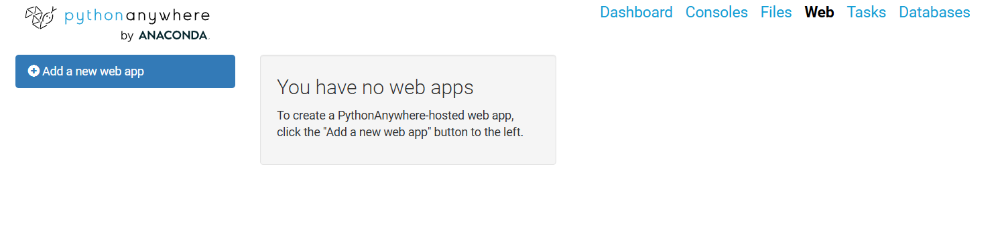 pythonanywhere
by ANACONDA.
Dashboard Consoles Files Web Tasks Databases
Add a new web app
You have no web apps
To create a PythonAnywhere-hosted web app,
click the "Add a new web app" button to the left.